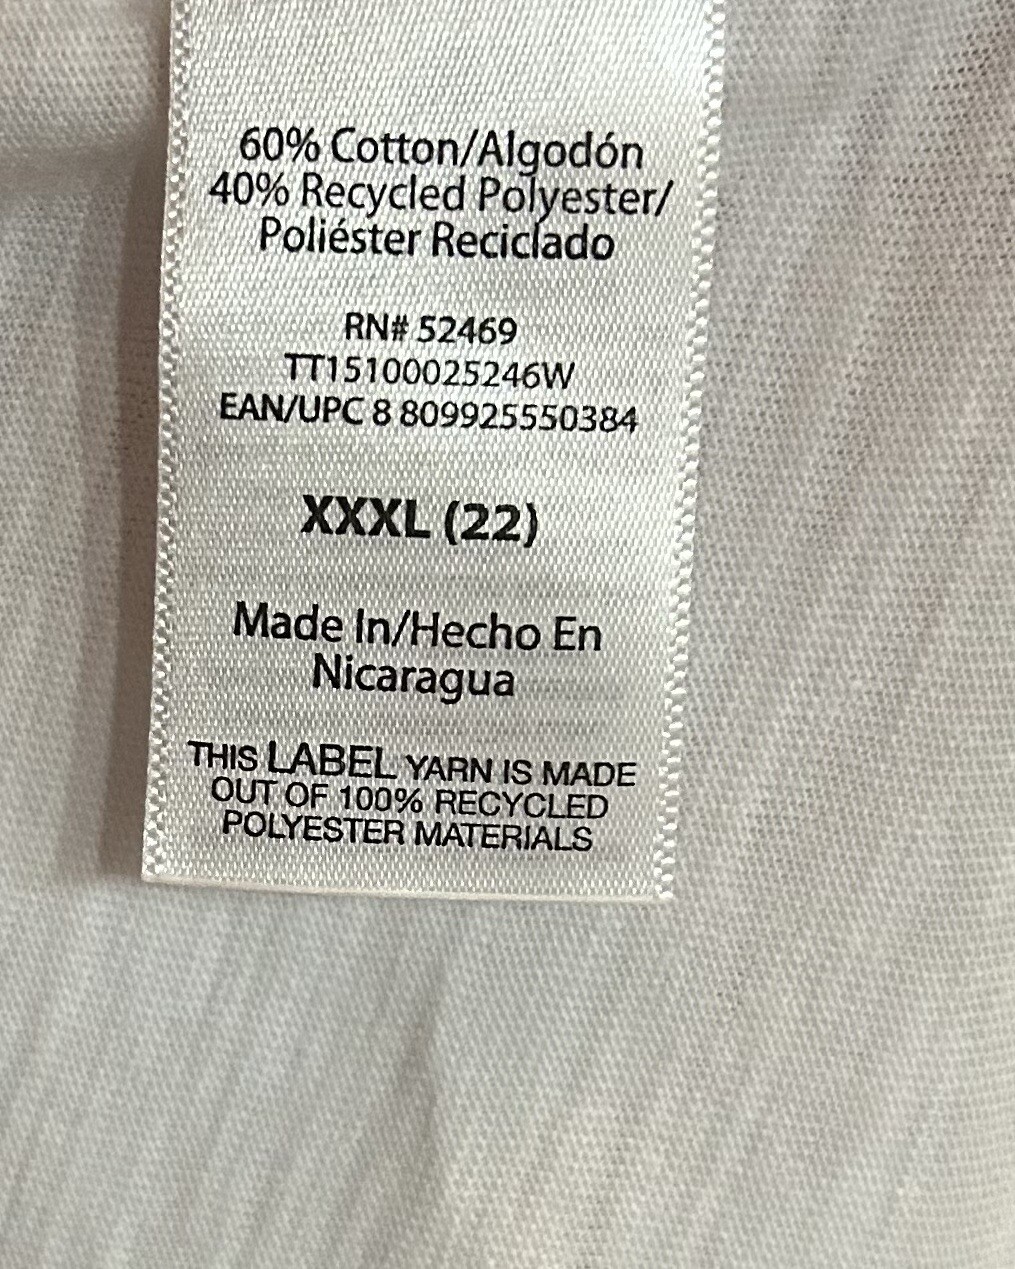 60% Cotton/Algodón
40% Recycled Polyester/
Poliéster Reciclado
RN# 52469
TT15100025246W
EAN/UPC 8 809925550384
XXXL (22)
Made In/Hecho En
Nicaragua
THIS LABEL YARN IS MADE
OUT OF 100% RECYCLED
POLYESTER MATERIALS